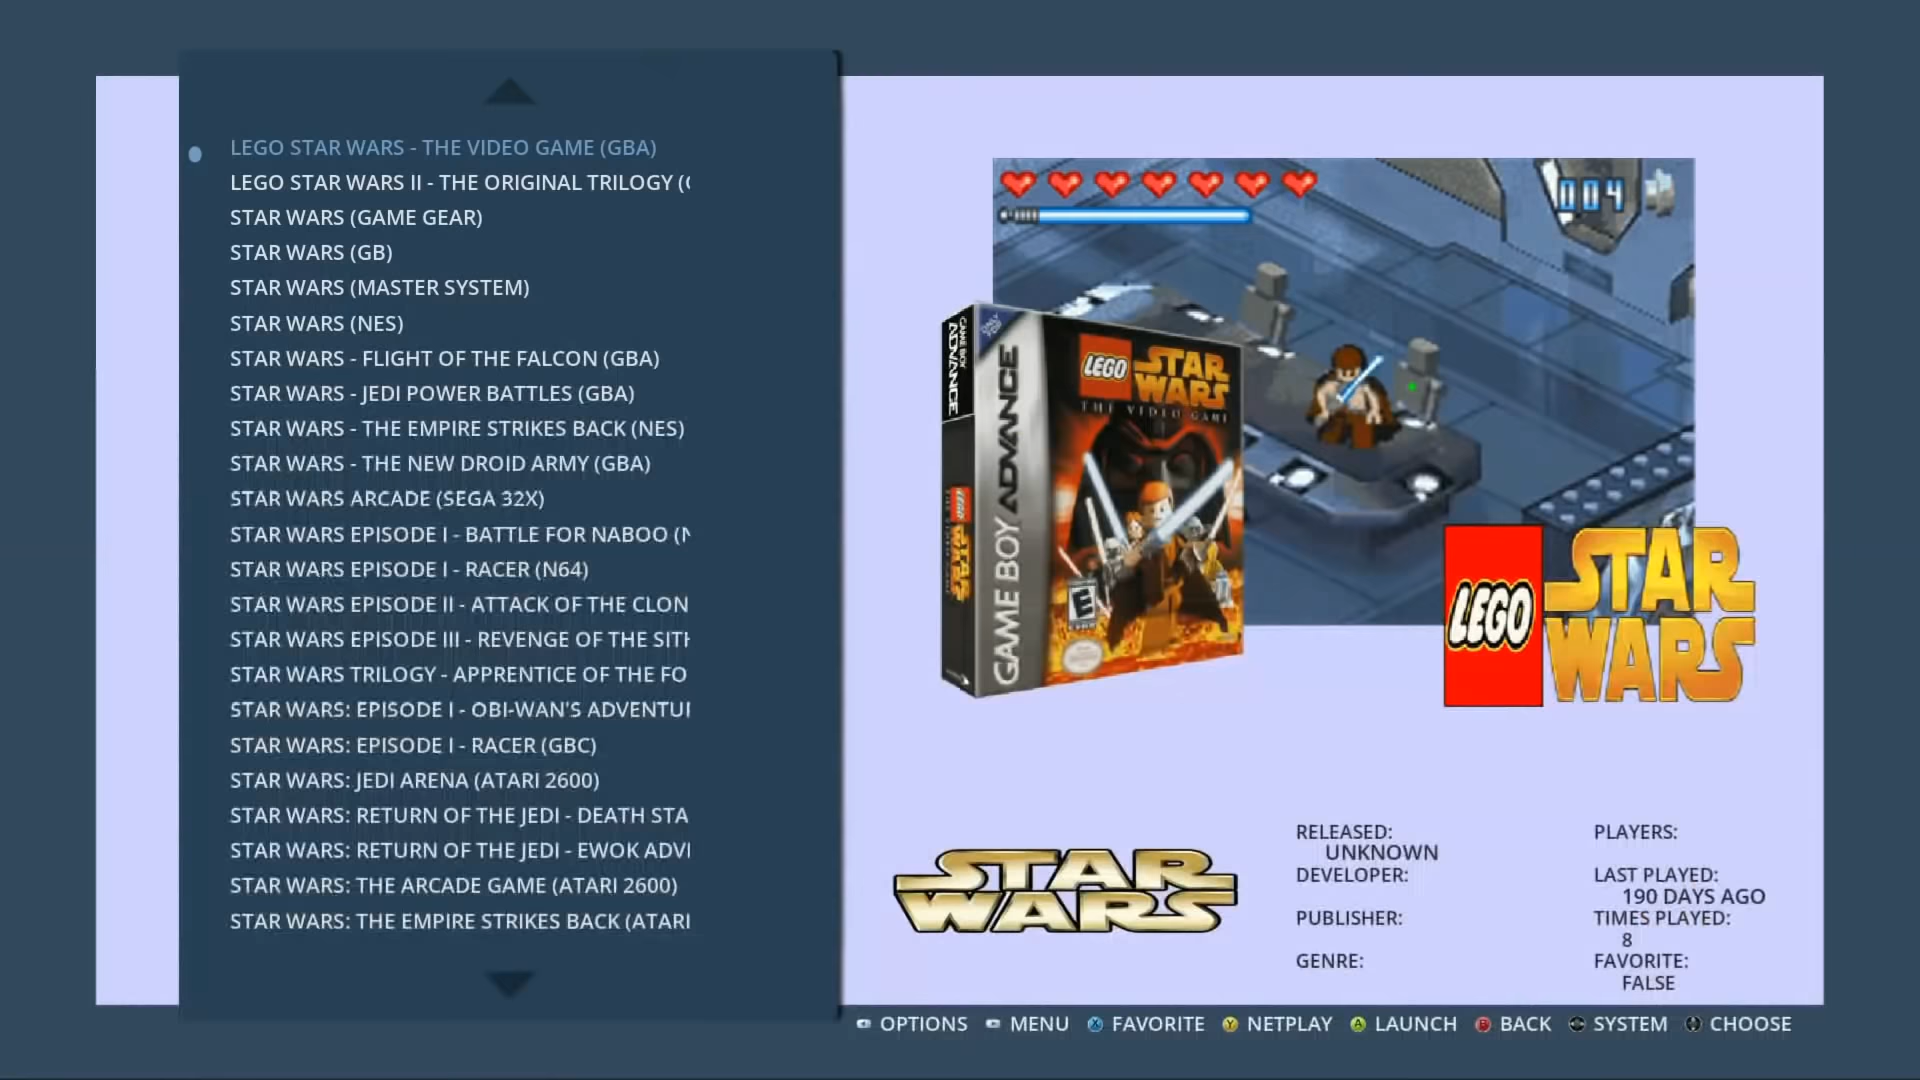 LEGO STAR WARS - THE VIDEO GAME (GBA)
LEGO STAR WARS II - THE ORIGINAL TRILOGY (
STAR WARS (GAME GEAR)
STAR WARS (GB)
STAR WARS (MASTER SYSTEM)
STAR WARS (NES)
STAR WARS - FLIGHT OF THE FALCON (GBA)
STAR WARS - JEDI POWER BATTLES (GBA)
STAR WARS - THE EMPIRE STRIKES BACK (NES)
STAR WARS - THE NEW DROID ARMY (GBA)
STAR WARS ARCADE (SEGA 32X)
STAR WARS EPISODE I - BATTLE FOR NABOO (
STAR WARS EPISODE I - RACER (N64)
STAR WARS EPISODE II - ATTACK OF THE CLON
STAR WARS EPISODE III - REVENGE OF THE SITH
STAR WARS TRILOGY - APPRENTICE OF THE FO
STAR WARS: EPISODE I - OBI-WAN'S ADVENTU
STAR WARS: EPISODE I - RACER (GBC)
STAR WARS: JEDI ARENA (ATARI 2600)
STAR WARS: RETURN OF THE JEDI - DEATH STA
STAR WARS: RETURN OF THE JEDI - EWOK ADV
STAR WARS: THE ARCADE GAME (ATARI 2600)
STAR WARS: THE EMPIRE STRIKES BACK (ATARI
004
ONLY FOR
GAME BOY ADVANCE
GAME BOY ADVANCE
LEGO STAR WARS
THE VIDEO GAME
LEGO STAR WARS
E
LEGO STAR WARS
STAR WARS
RELEASED:
UNKNOWN
DEVELOPER:
PUBLISHER:
GENRE:
PLAYERS:
LAST PLAYED:
190 DAYS AGO
TIMES PLAYED:
8
FAVORITE:
FALSE
OPTIONS MENU X FAVORITE Y NETPLAY A LAUNCH B BACK SYSTEM CHOOSE